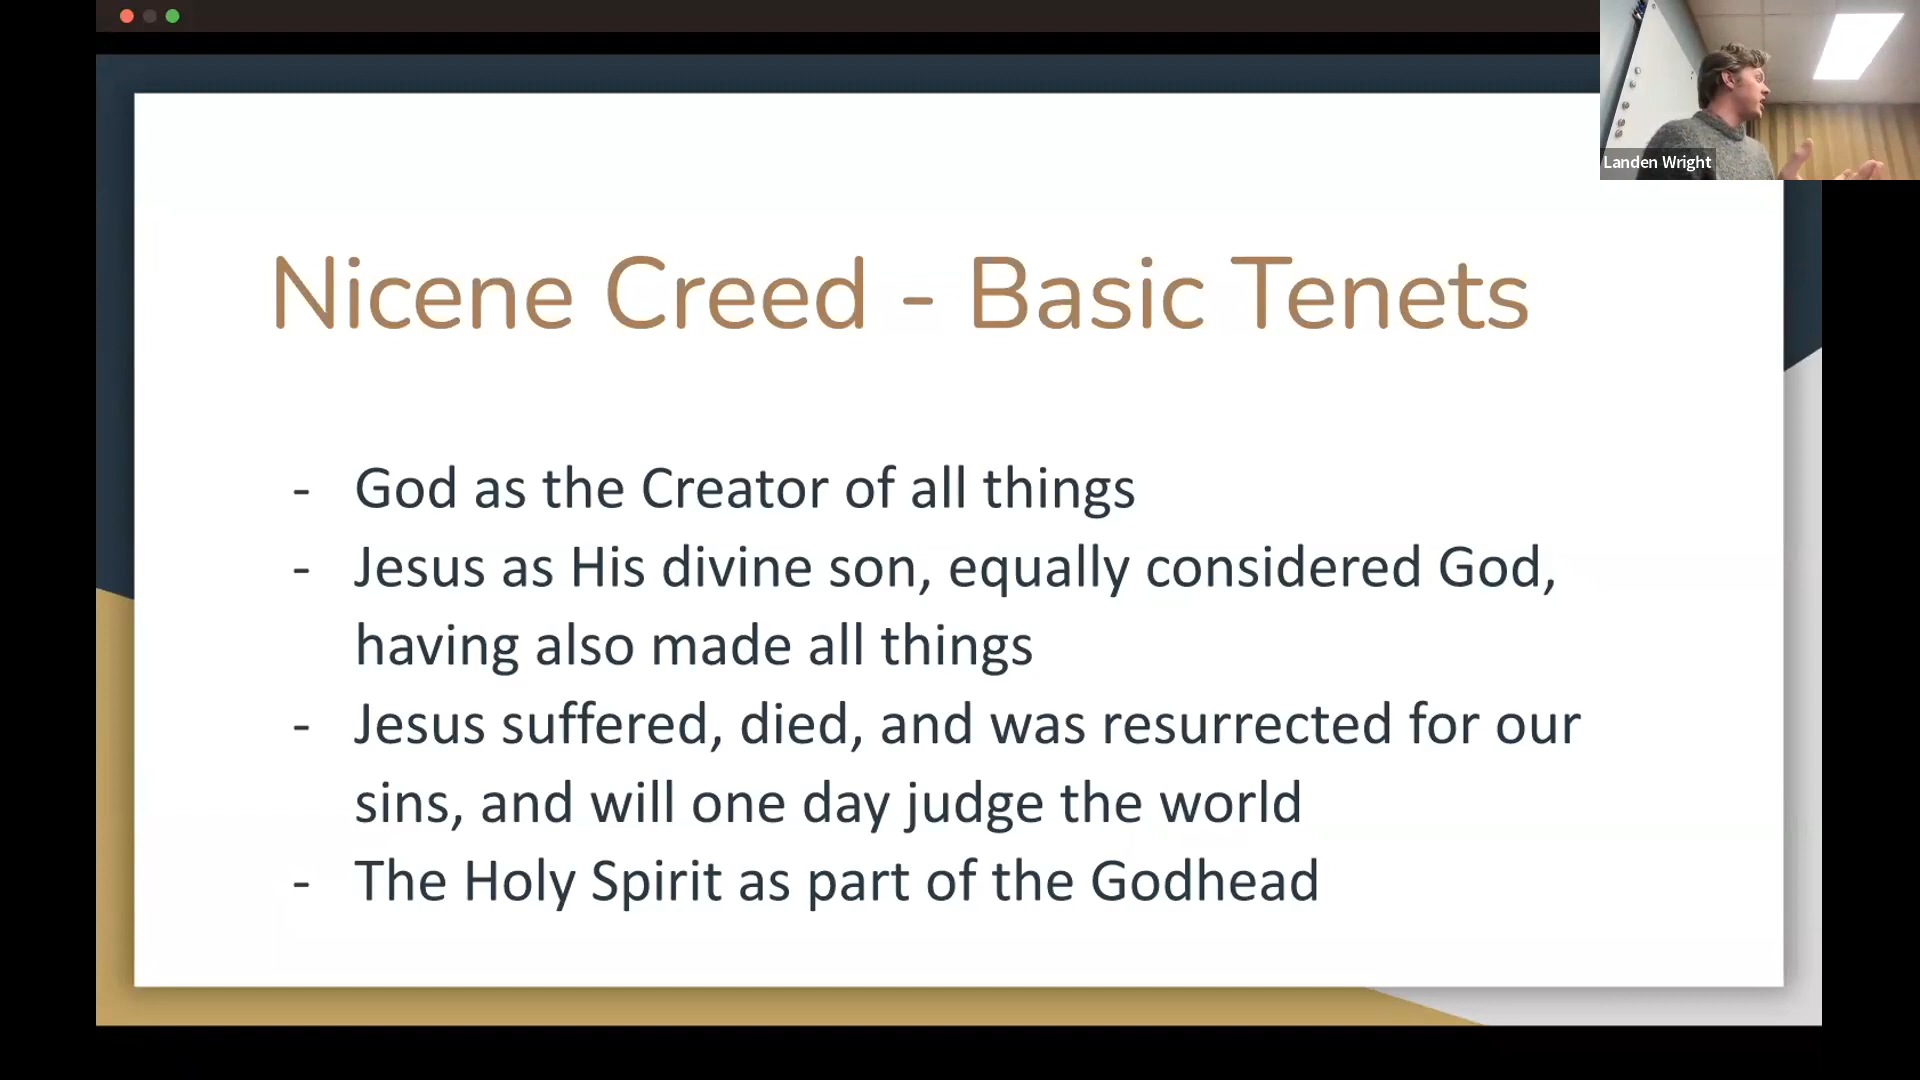 Landen Wright
Nicene Creed - Basic Tenets
- God as the Creator of all things
- Jesus as His divine son, equally considered God,
having also made all things
- Jesus suffered, died, and was resurrected for our
sins, and will one day judge the world
- The Holy Spirit as part of the Godhead